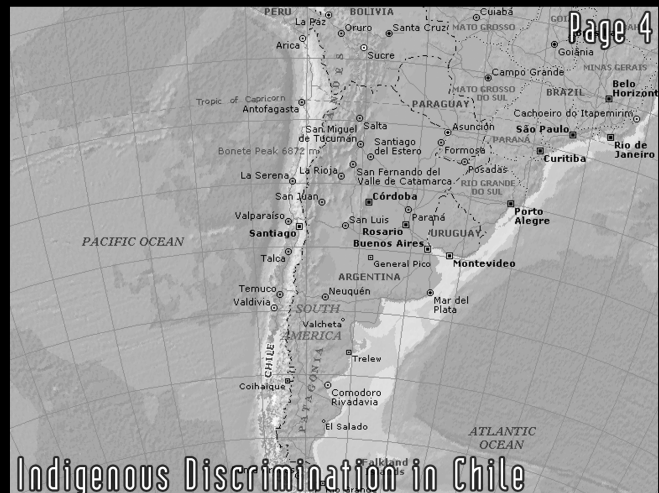 PERU
BOLIVIA
Page 4
Cuiabá
La Paz
Oruro
Santa Cruz
MATO GROSSO
Arica
Sucre
Goiânia
MINAS GERAIS
Campo Grande
Belo
Horizont
MATO GROSSO
DO SUL
BRAZIL
Tropic of Capricorn
ANDES
PARAGUAY
Antofagasta
Cachoeiro do Itapemirim
Salta
Asunción
São Paulo
San Miguel
de Tucumán
Santiago
del Estero
Formosa
PARANÁ
Rio de
Janeiro
Bonete Peak 6872 m
Curitiba
La Serena
La Rioja
San Fernando del
Valle de Catamarca
Posadas
RIO GRANDE
DO SUL
San Juan
Córdoba
Valparaíso
San Luis
Paraná
Porto
Alegre
Santiago
Rosario
URUGUAY
PACIFIC OCEAN
Buenos Aires
Talca
General Pico
Montevideo
ARGENTINA
Temuco
Neuquén
Valdivia
Mar del
Plata
SOUTH
AMERICA
Valcheta
CHILE
Trelew
PATAGONIA
Coihaique
Comodoro
Rivadavia
El Salado
ATLANTIC
OCEAN
Falkland
Indigenous Discrimination in Chile